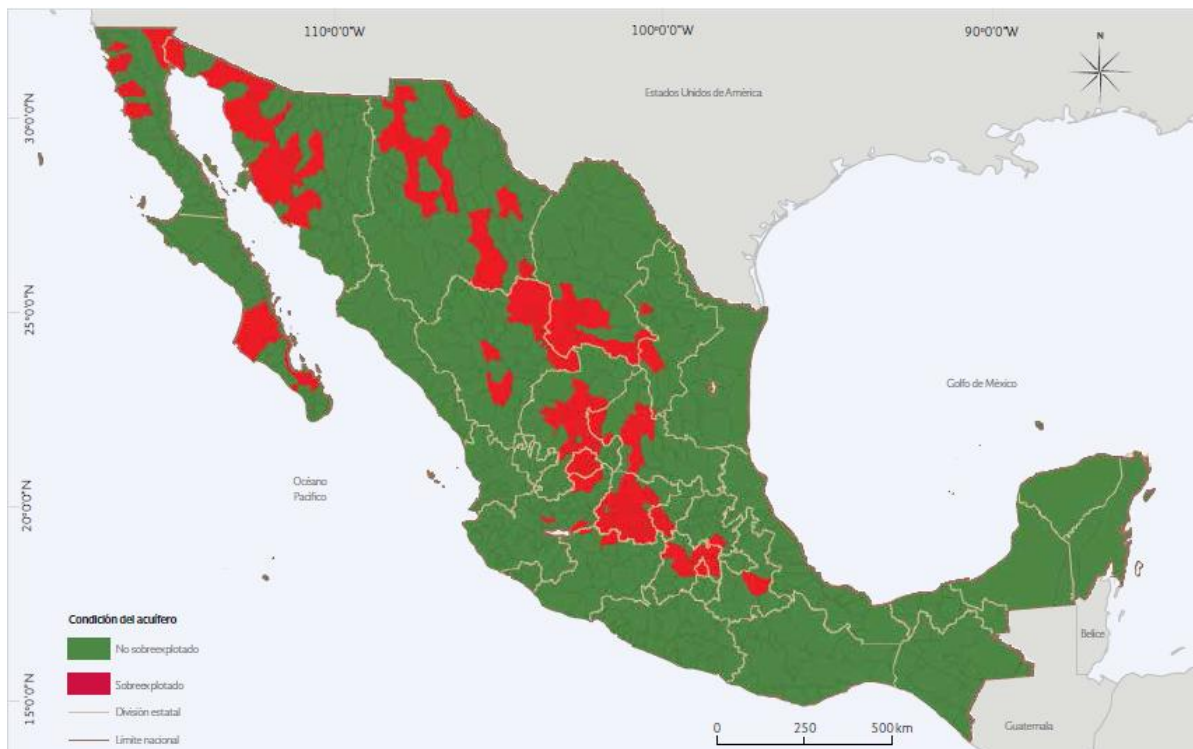 110°0'0"W
100°0'0"W
90°0'0"W
N
Estados Unidos de América
30°0'0"N
25°0'0"N
Golfo de México
Océano
Pacífico
20°0'0"N
Condición del acuífero
No sobreexplotado
Sobreexplotado
División estatal
Límite nacional
15°0'0"N
0 250 500 km
Belice
Guatemala